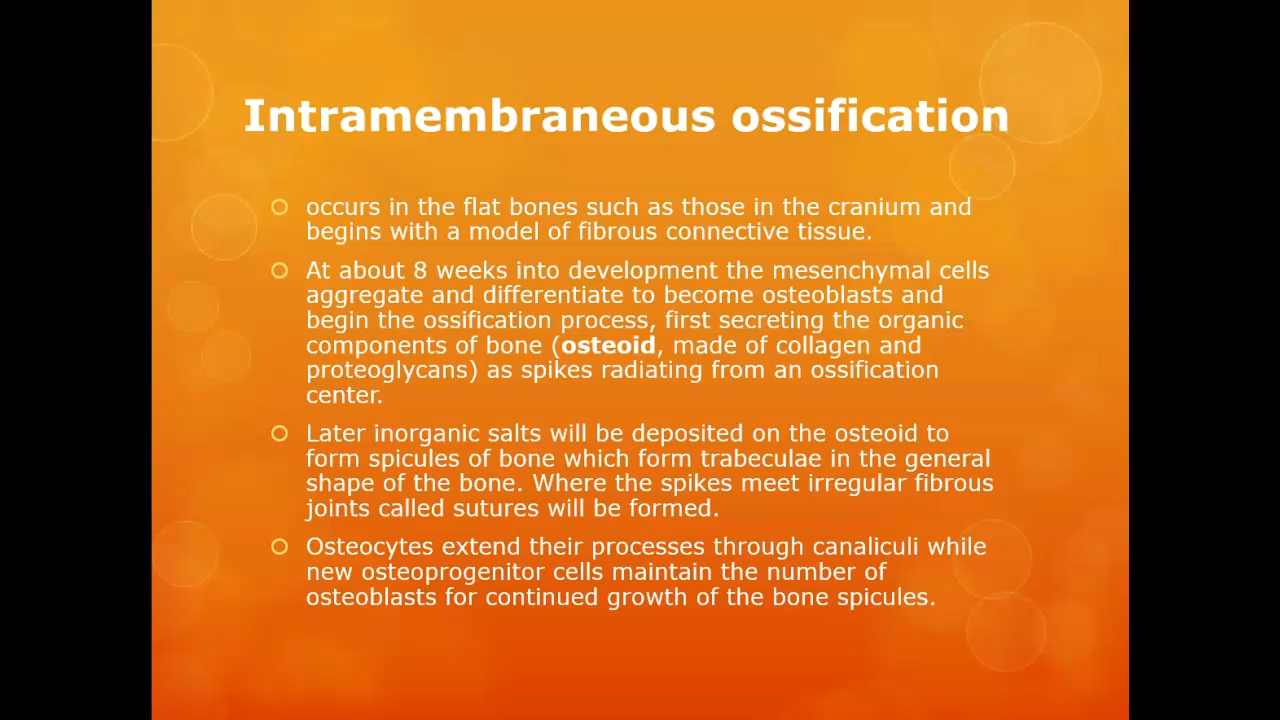 Intramembraneous ossification
occurs in the flat bones such as those in the cranium and
begins with a model of fibrous connective tissue.
At about 8 weeks into development the mesenchymal cells
aggregate and differentiate to become osteoblasts and
begin the ossification process, first secreting the organic
components of bone (osteoid, made of collagen and
proteoglycans) as spikes radiating from an ossification
center.
Later inorganic salts will be deposited on the osteoid to
form spicules of bone which form trabeculae in the general
shape of the bone. Where the spikes meet irregular fibrous
joints called sutures will be formed.
Osteocytes extend their processes through canaliculi while
new osteoprogenitor cells maintain the number of
osteoblasts for continued growth of the bone spicules.